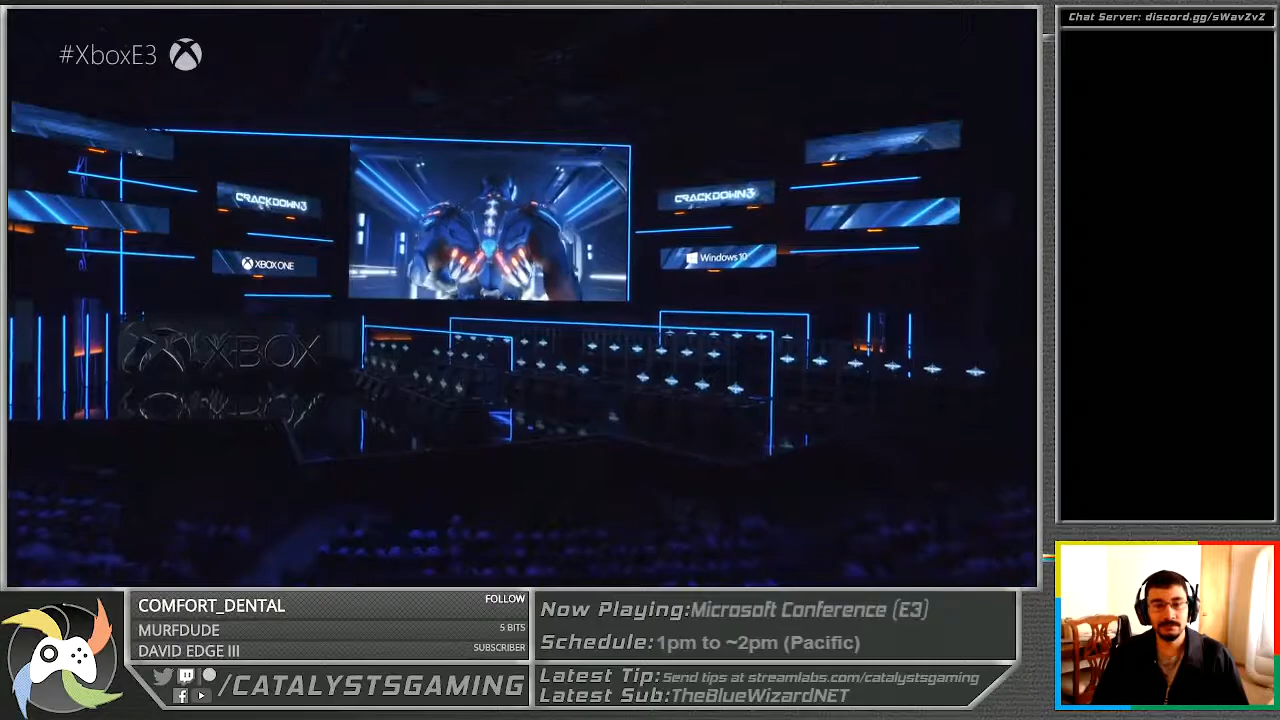 #XboxE3
CRACKDOWN3
CRACKDOWN3
XBOX ONE
Windows 10
XBOX
Chat Server: discord.gg/sWavZvZ
COMFORT_DENTAL
FOLLOW
MURFDUDE
5 BITS
DAVID EDGE III
SUBSCRIBER
Now Playing:Microsoft Conference (E3)
Schedule:1pm to ~2pm (Pacific)
Latest Tip:Send tips at streamlabs.com/catalystsgaming
Latest Sub:TheBlueWizardNET